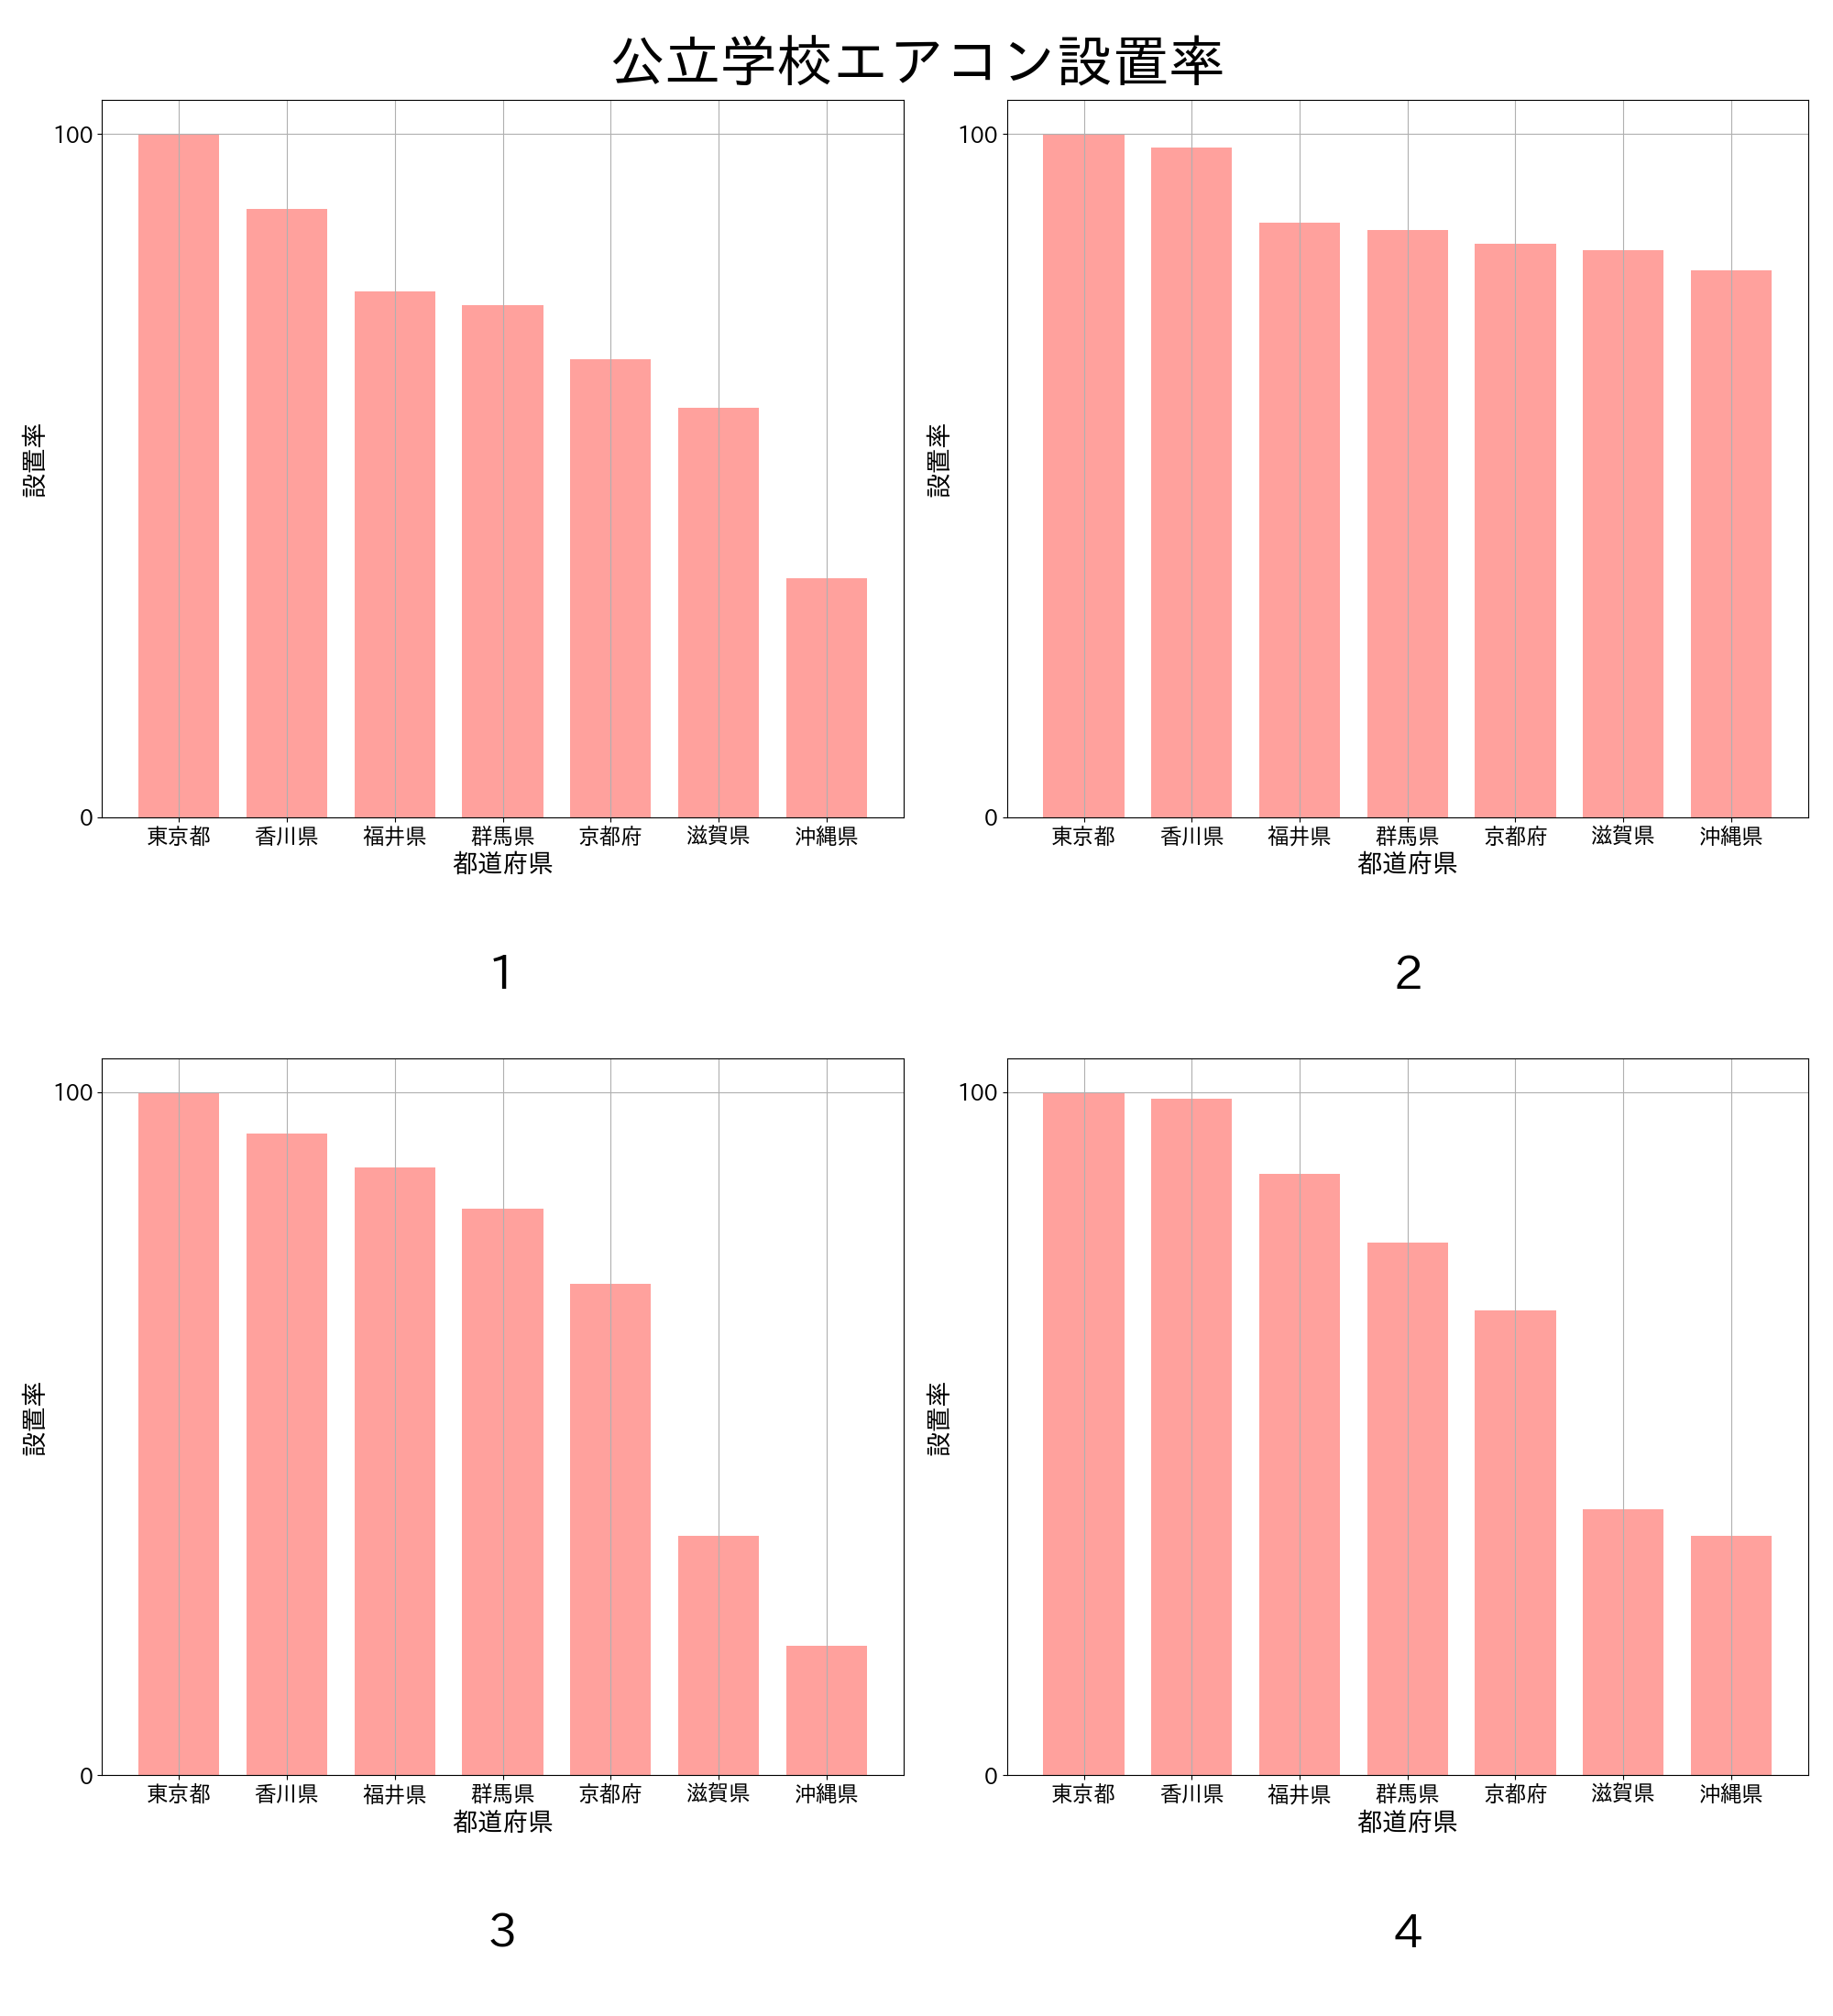 公立学校エアコン設置率
100
設置率
0
東京都 香川県 福井県 群馬県 京都府 滋賀県 沖縄県
都道府県
1
100
設置率
0
東京都 香川県 福井県 群馬県 京都府 滋賀県 沖縄県
都道府県
2
100
設置率
0
東京都 香川県 福井県 群馬県 京都府 滋賀県 沖縄県
都道府県
3
100
設置率
0
東京都 香川県 福井県 群馬県 京都府 滋賀県 沖縄県
都道府県
4